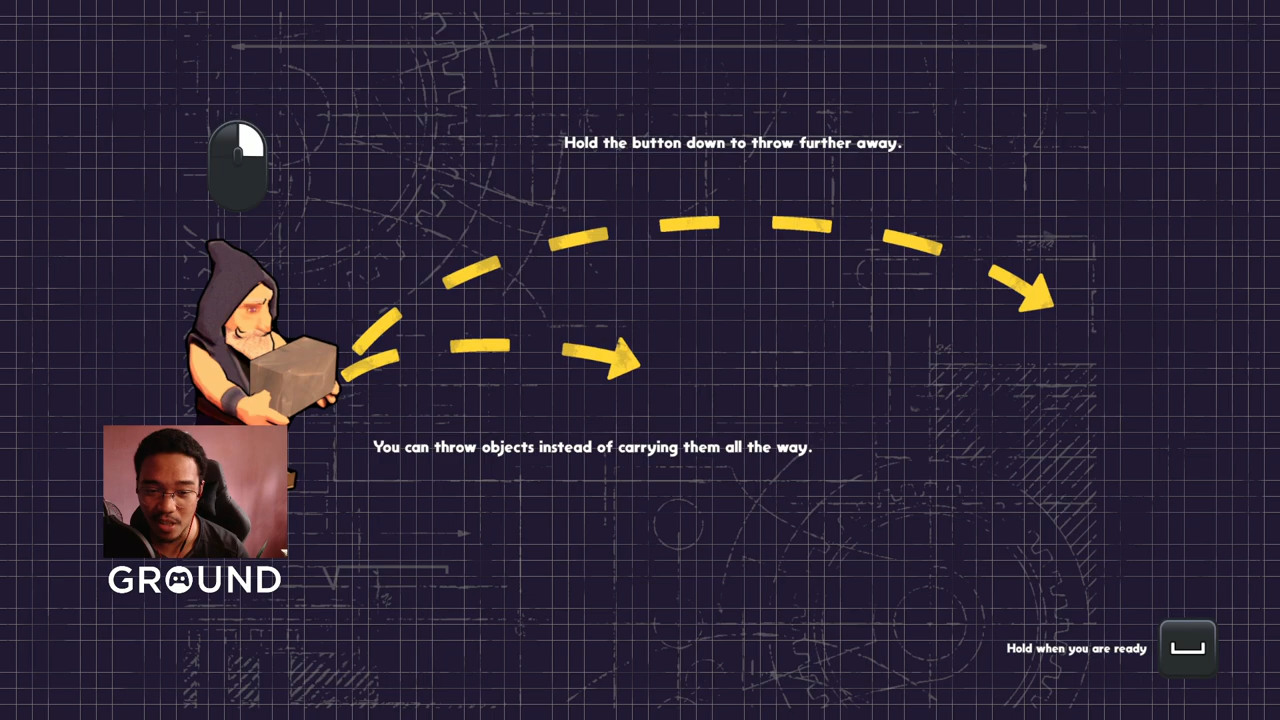 Hold the button down to throw further away.
You can throw objects instead of carrying them all the way.
GROUND
Hold when you are ready